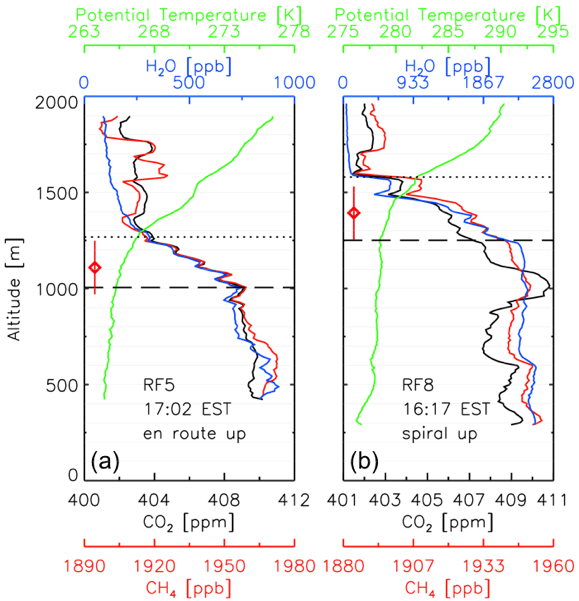 Potential Temperature [K]
263 268 273 278
H₂O [ppb]
0 500 1000
Potential Temperature [K]
275 280 285 290 295
H₂O [ppb]
0 933 1867 2800
2000
1500
1000
500
0
Altitude [m]
RF5
17:02 EST
en route up
(a)
RF8
16:17 EST
spiral up
(b)
400 404 408 412
CO₂ [ppm]
401 403 405 407 409 411
CO₂ [ppm]
1890 1920 1950 1980
CH₄ [ppb]
1880 1907 1933 1960
CH₄ [ppb]